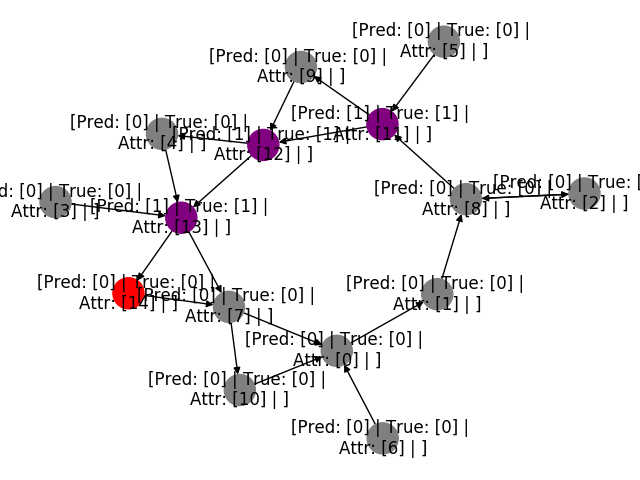 [Pred: [0] | True: [0] |
Attr: [5] | ]
[Pred: [0] | True: [0] |
Attr: [9] | ]
[Pred: [1] | True: [1] |
Attr: [11] | ]
[Pred: [0] | True: [0] |
Attr: [4] | ]
[Pred: [1] | True: [1] |
Attr: [12] | ]
[Pred: [0] | True: [0] |
Attr: [8] | ]
[Pred: [0] | True: [
Attr: [2] | ]
d: [0] | True: [0] |
Attr: [3] | ]
[Pred: [1] | True: [1] |
Attr: [13] | ]
[Pred: [0] | True: [0] |
Attr: [14] | ]
[Pred: [0] | True: [0] |
Attr: [7] | ]
[Pred: [0] | True: [0] |
Attr: [1] | ]
[Pred: [0] | True: [0] |
Attr: [0] | ]
[Pred: [0] | True: [0] |
Attr: [10] | ]
[Pred: [0] | True: [0] |
Attr: [6] | ]